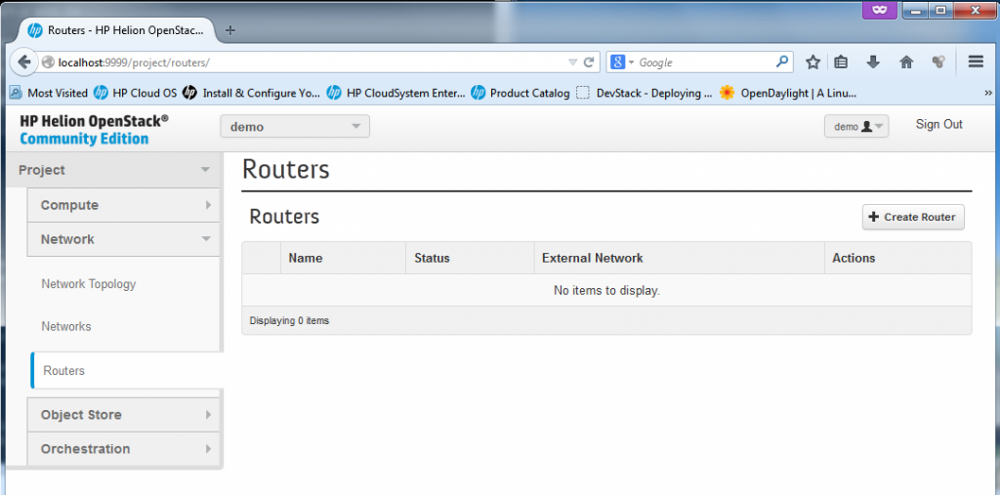 Routers - HP Helion OpenStac...
localhost:9999/project/routers/
Google
Most Visited
HP Cloud OS
Install & Configure Yo...
HP CloudSystem Enter...
Product Catalog
DevStack - Deploying ...
OpenDaylight | A Linu...
HP Helion OpenStack®
Community Edition
demo
demo
Sign Out
Project
Compute
Network
Network Topology
Networks
Routers
Object Store
Orchestration
Routers
Routers
Create Router
Name
Status
External Network
Actions
No items to display.
Displaying 0 items